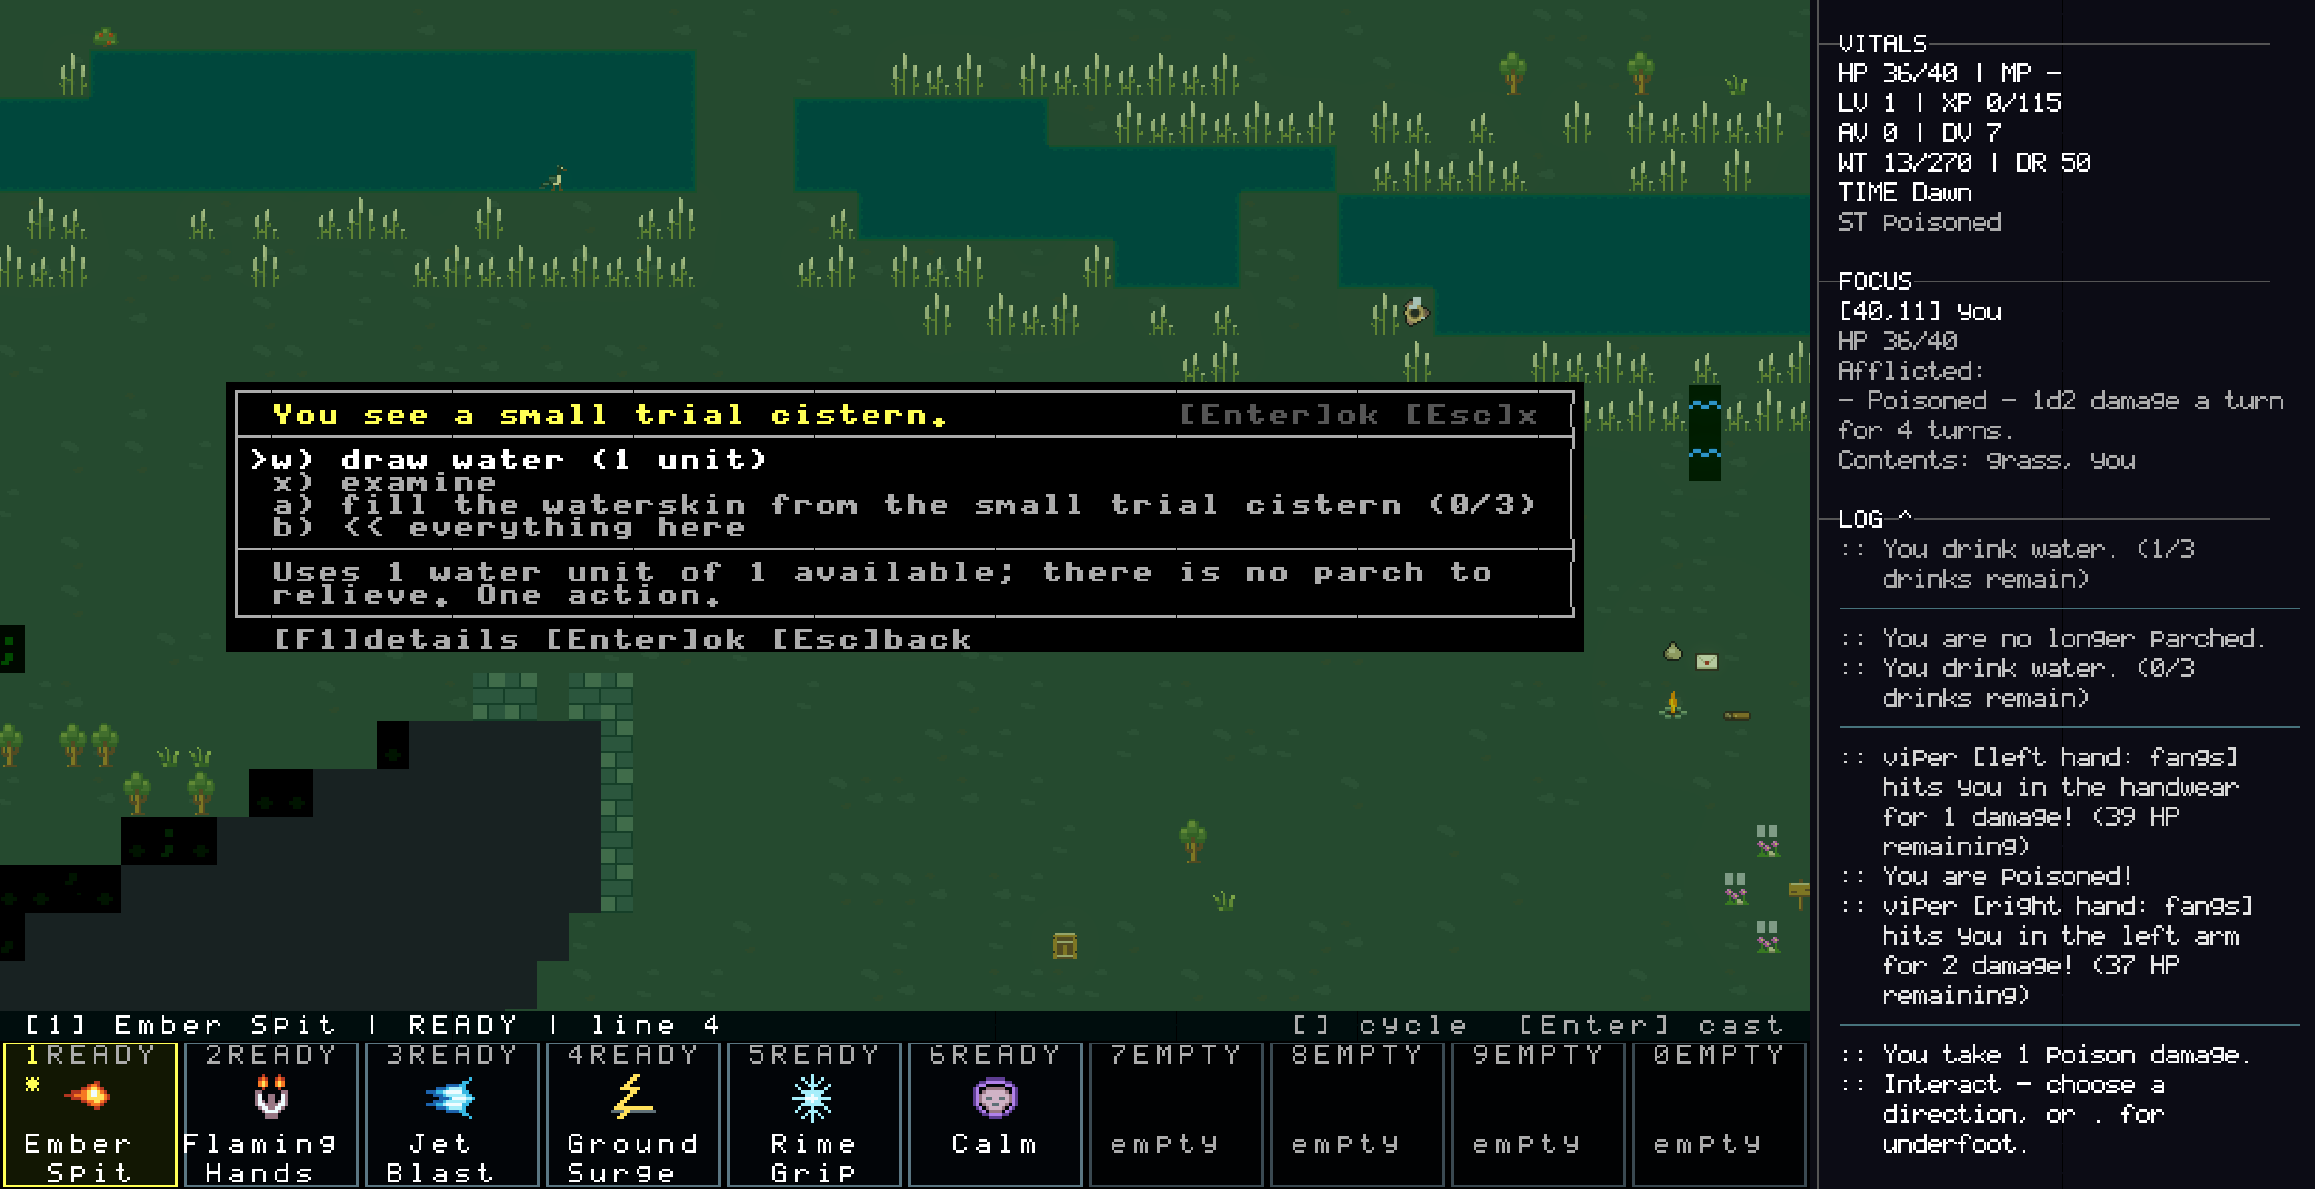 VITALS
HP 36/40 | MP -
LV 1 | XP 0/115
AV 0 | DV 7
WT 13/270 | DR 50
TIME Dawn
ST Poisoned
FOCUS
[40,11] You
HP 36/40
Afflicted:
- Poisoned - 1d2 damage a turn
for 4 turns.
Contents: grass, You
LOG ^
:: You drink water. (1/3
drinks remain)
:: You are no longer Parched.
:: You drink water. (0/3
drinks remain)
:: viper [left hand: fangs]
hits you in the handwear
for 1 damage! (39 HP
remaining)
:: You are Poisoned!
:: viper [right hand: fangs]
hits you in the left arm
for 2 damage! (37 HP
remaining)
:: You take 1 Poison damage.
:: Interact - choose a
direction, or . for
underfoot.
You see a small trial cistern. [Enter]ok [Esc]x
>w) draw water (1 unit)
x) examine
a) fill the waterskin from the small trial cistern (0/3)
b) << everything here
Uses 1 water unit of 1 available; there is no parch to
relieve. One action.
[F1]details [Enter]ok [Esc]back
[1] Ember Spit | READY | line 4 [] cycle [Enter] cast
1READY 2READY 3READY 4READY 5READY 6READY 7EMPTY 8EMPTY 9EMPTY 0EMPTY
*
Ember Flaming Jet Ground Rime Calm empty empty empty empty
Spit Hands Blast Surge Grip